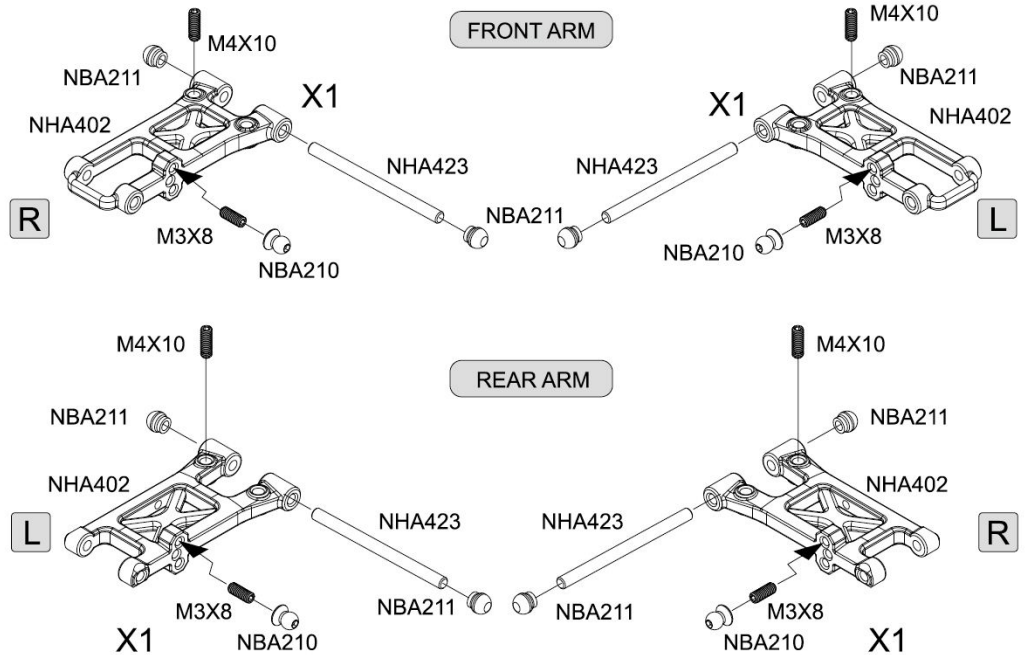 FRONT ARM
M4X10
NBA211
X1
NHA402
NHA423
R
M3X8
NBA210
NBA211
M4X10
NBA211
X1
NHA402
NHA423
L
M3X8
NBA210
REAR ARM
M4X10
NBA211
NHA402
L
NHA423
M3X8
NBA211
X1
NBA210
M4X10
NBA211
NHA402
NHA423
R
NBA211
M3X8
NBA210
X1